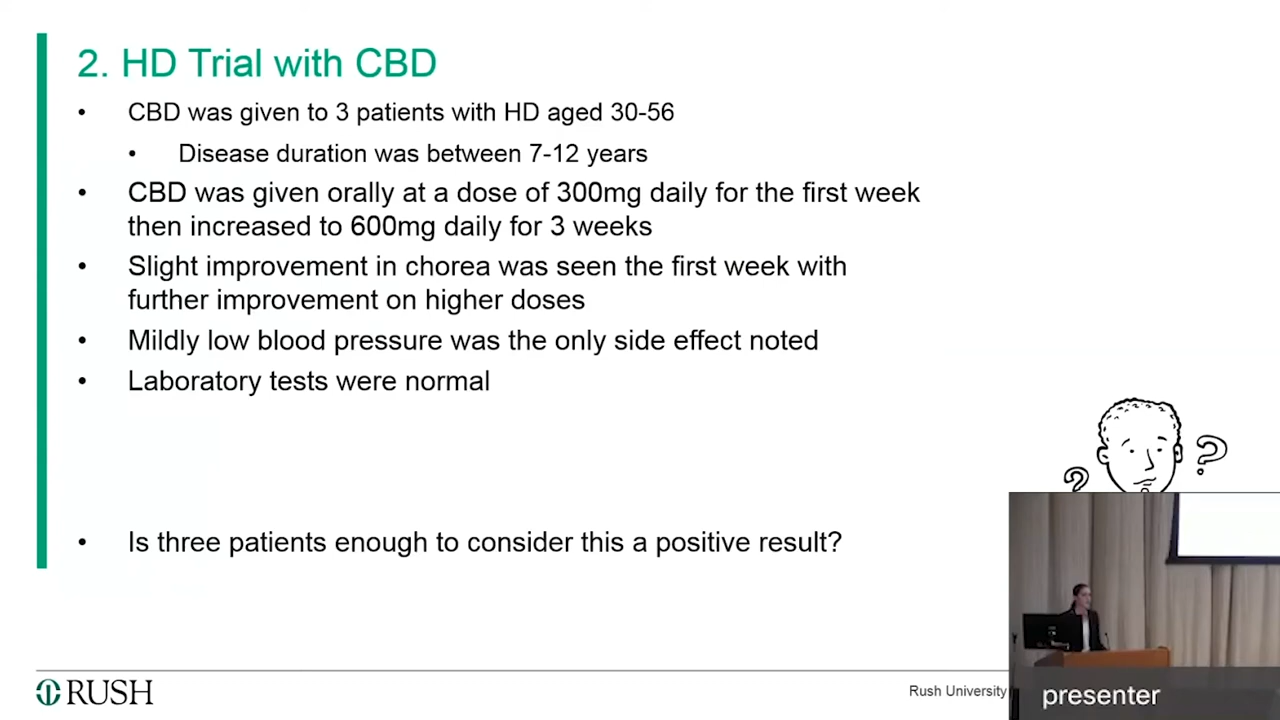 2. HD Trial with CBD
• CBD was given to 3 patients with HD aged 30-56
• Disease duration was between 7-12 years
• CBD was given orally at a dose of 300mg daily for the first week
then increased to 600mg daily for 3 weeks
• Slight improvement in chorea was seen the first week with
further improvement on higher doses
• Mildly low blood pressure was the only side effect noted
• Laboratory tests were normal
? ?
• Is three patients enough to consider this a positive result?
RUSH
Rush University
presenter